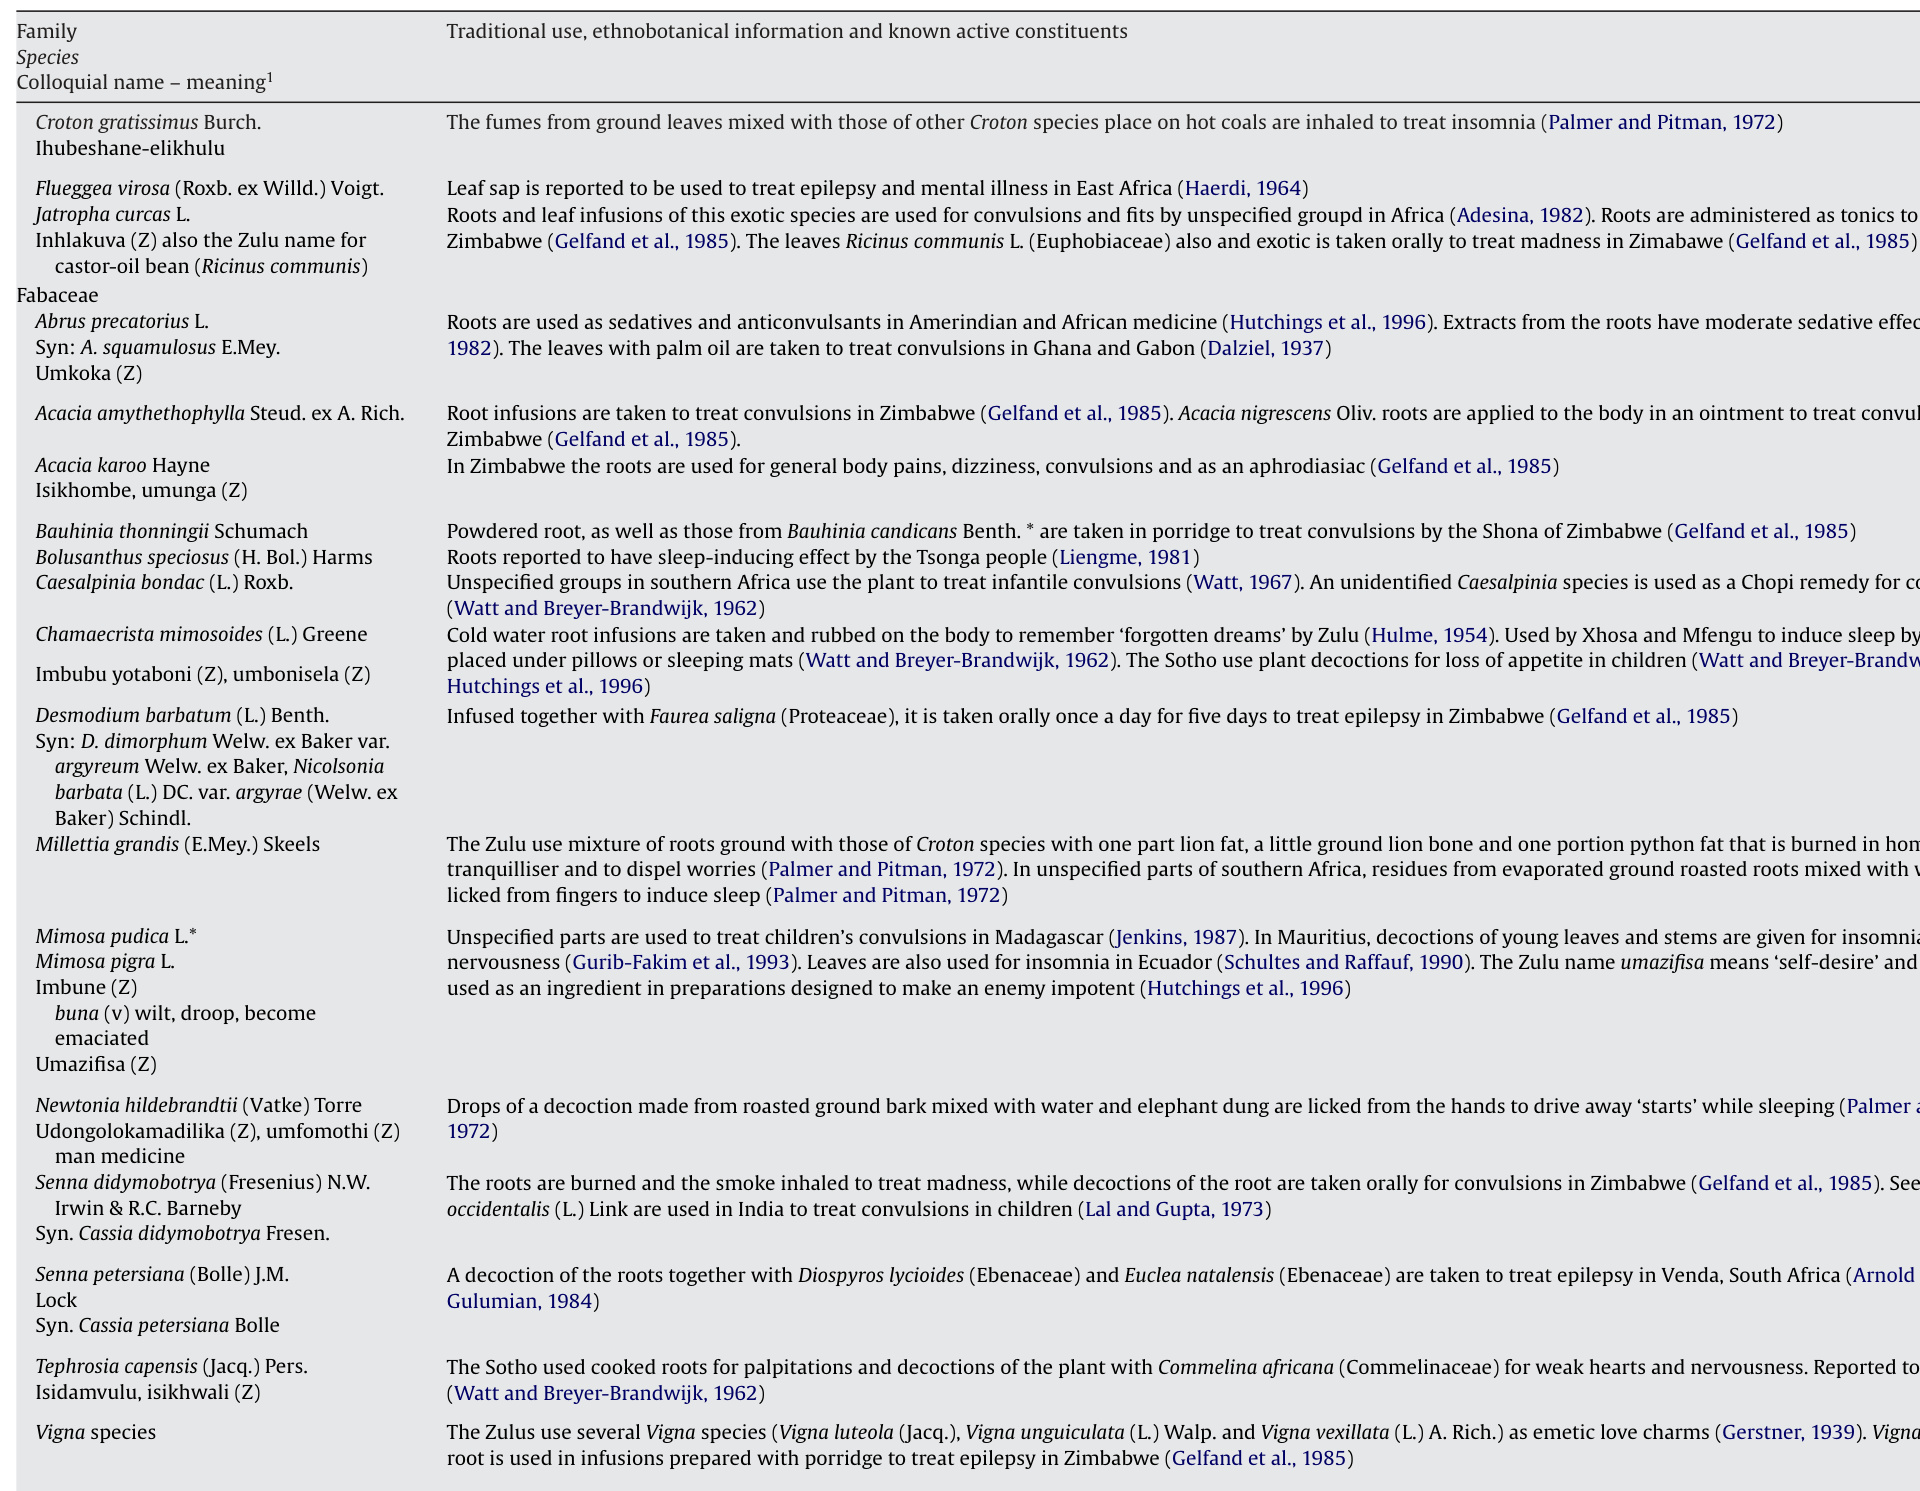 Family
Species
Colloquial name – meaning1
Traditional use, ethnobotanical information and known active constituents
Croton gratissimus Burch.
Ihubeshane-elikhulu
The fumes from ground leaves mixed with those of other Croton species place on hot coals are inhaled to treat insomnia (Palmer and Pitman, 1972)
Flueggea virosa (Roxb. ex Willd.) Voigt.
Leaf sap is reported to be used to treat epilepsy and mental illness in East Africa (Haerdi, 1964)
Jatropha curcas L.
Inhlakuva (Z) also the Zulu name for
castor-oil bean (Ricinus communis)
Roots and leaf infusions of this exotic species are used for convulsions and fits by unspecified groupd in Africa (Adesina, 1982). Roots are administered as tonics to
Zimbabwe (Gelfand et al., 1985). The leaves Ricinus communis L. (Euphobiaceae) also and exotic is taken orally to treat madness in Zimabawe (Gelfand et al., 1985)
Fabaceae
Abrus precatorius L.
Syn: A. squamulosus E.Mey.
Umkoka (Z)
Roots are used as sedatives and anticonvulsants in Amerindian and African medicine (Hutchings et al., 1996). Extracts from the roots have moderate sedative effec
1982). The leaves with palm oil are taken to treat convulsions in Ghana and Gabon (Dalziel, 1937)
Acacia amythethophylla Steud. ex A. Rich.
Root infusions are taken to treat convulsions in Zimbabwe (Gelfand et al., 1985). Acacia nigrescens Oliv. roots are applied to the body in an ointment to treat convul
Zimbabwe (Gelfand et al., 1985).
Acacia karoo Hayne
Isikhombe, umunga (Z)
In Zimbabwe the roots are used for general body pains, dizziness, convulsions and as an aphrodiasiac (Gelfand et al., 1985)
Bauhinia thonningii Schumach
Powdered root, as well as those from Bauhinia candicans Benth. * are taken in porridge to treat convulsions by the Shona of Zimbabwe (Gelfand et al., 1985)
Bolusanthus speciosus (H. Bol.) Harms
Roots reported to have sleep-inducing effect by the Tsonga people (Liengme, 1981)
Caesalpinia bondac (L.) Roxb.
Unspecified groups in southern Africa use the plant to treat infantile convulsions (Watt, 1967). An unidentified Caesalpinia species is used as a Chopi remedy for co
(Watt and Breyer-Brandwijk, 1962)
Chamaecrista mimosoides (L.) Greene
Imbubu yotaboni (Z), umbonisela (Z)
Cold water root infusions are taken and rubbed on the body to remember ‘forgotten dreams’ by Zulu (Hulme, 1954). Used by Xhosa and Mfengu to induce sleep by
placed under pillows or sleeping mats (Watt and Breyer-Brandwijk, 1962). The Sotho use plant decoctions for loss of appetite in children (Watt and Breyer-Brandw
Hutchings et al., 1996)
Desmodium barbatum (L.) Benth.
Syn: D. dimorphum Welw. ex Baker var.
argyreum Welw. ex Baker, Nicolsonia
barbata (L.) DC. var. argyrae (Welw. ex
Baker) Schindl.
Infused together with Faurea saligna (Proteaceae), it is taken orally once a day for five days to treat epilepsy in Zimbabwe (Gelfand et al., 1985)
Millettia grandis (E.Mey.) Skeels
The Zulu use mixture of roots ground with those of Croton species with one part lion fat, a little ground lion bone and one portion python fat that is burned in hom
tranquilliser and to dispel worries (Palmer and Pitman, 1972). In unspecified parts of southern Africa, residues from evaporated ground roasted roots mixed with w
licked from fingers to induce sleep (Palmer and Pitman, 1972)
Mimosa pudica L.*
Mimosa pigra L.
Imbune (Z)
buna (v) wilt, droop, become
emaciated
Umazifisa (Z)
Unspecified parts are used to treat children’s convulsions in Madagascar (Jenkins, 1987). In Mauritius, decoctions of young leaves and stems are given for insomnia
nervousness (Gurib-Fakim et al., 1993). Leaves are also used for insomnia in Ecuador (Schultes and Raffauf, 1990). The Zulu name umazifisa means ‘self-desire’ and
used as an ingredient in preparations designed to make an enemy impotent (Hutchings et al., 1996)
Newtonia hildebrandtii (Vatke) Torre
Udongolokamadilika (Z), umfomothi (Z)
man medicine
Drops of a decoction made from roasted ground bark mixed with water and elephant dung are licked from the hands to drive away ‘starts’ while sleeping (Palmer a
1972)
Senna didymobotrya (Fresenius) N.W.
Irwin & R.C. Barneby
Syn. Cassia didymobotrya Fresen.
The roots are burned and the smoke inhaled to treat madness, while decoctions of the root are taken orally for convulsions in Zimbabwe (Gelfand et al., 1985). See
occidentalis (L.) Link are used in India to treat convulsions in children (Lal and Gupta, 1973)
Senna petersiana (Bolle) J.M.
Lock
Syn. Cassia petersiana Bolle
A decoction of the roots together with Diospyros lycioides (Ebenaceae) and Euclea natalensis (Ebenaceae) are taken to treat epilepsy in Venda, South Africa (Arnold
Gulumian, 1984)
Tephrosia capensis (Jacq.) Pers.
Isidamvulu, isikhwali (Z)
The Sotho used cooked roots for palpitations and decoctions of the plant with Commelina africana (Commelinaceae) for weak hearts and nervousness. Reported to
(Watt and Breyer-Brandwijk, 1962)
Vigna species
The Zulus use several Vigna species (Vigna luteola (Jacq.), Vigna unguiculata (L.) Walp. and Vigna vexillata (L.) A. Rich.) as emetic love charms (Gerstner, 1939). Vigna
root is used in infusions prepared with porridge to treat epilepsy in Zimbabwe (Gelfand et al., 1985)